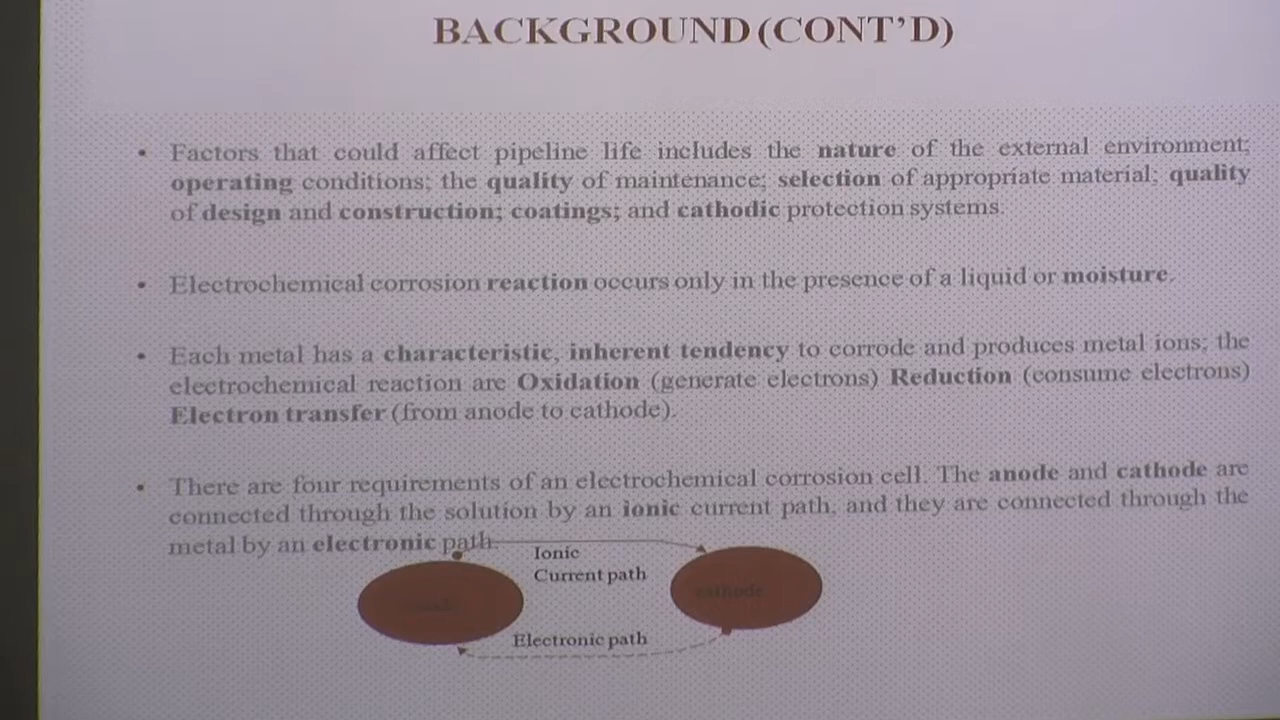 BACKGROUND (CONT’D)
• Factors that could affect pipeline life includes the nature of the external environment;
operating conditions; the quality of maintenance; selection of appropriate material; quality
of design and construction; coatings; and cathodic protection systems.
• Electrochemical corrosion reaction occurs only in the presence of a liquid or moisture.
• Each metal has a characteristic, inherent tendency to corrode and produces metal ions; the
electrochemical reaction are Oxidation (generate electrons) Reduction (consume electrons)
Electron transfer (from anode to cathode).
• There are four requirements of an electrochemical corrosion cell. The anode and cathode are
connected through the solution by an ionic current path, and they are connected through the
metal by an electronic path.
Ionic
Current path
cathode
Electronic path